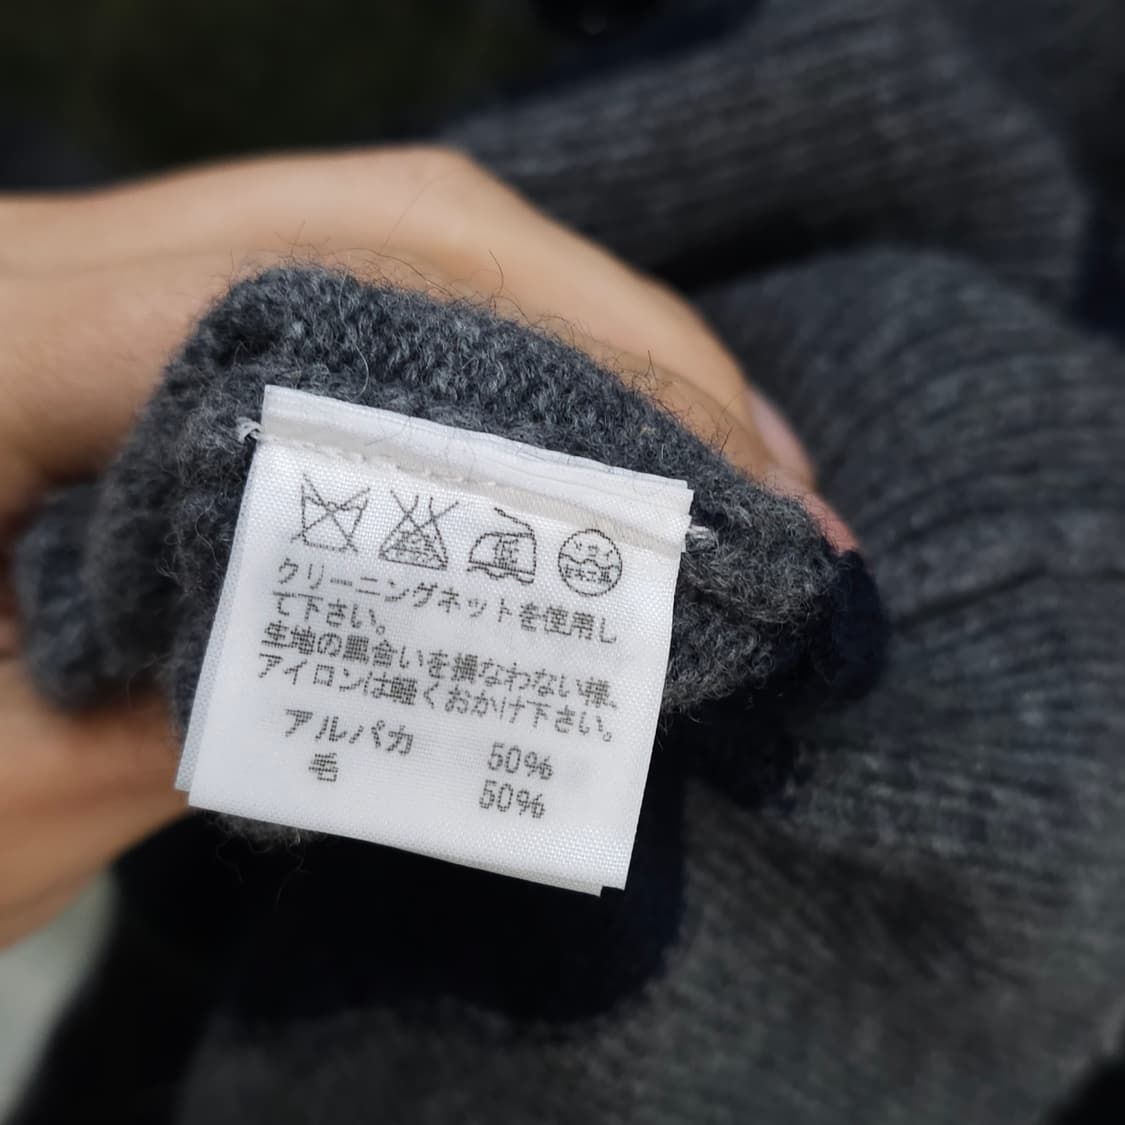 クリーニングネットを使用し
て下さい。
生地の風合いを損なわない様、
アイロンは軽くおかけ下さい。
アルパカ 50%
毛 50%